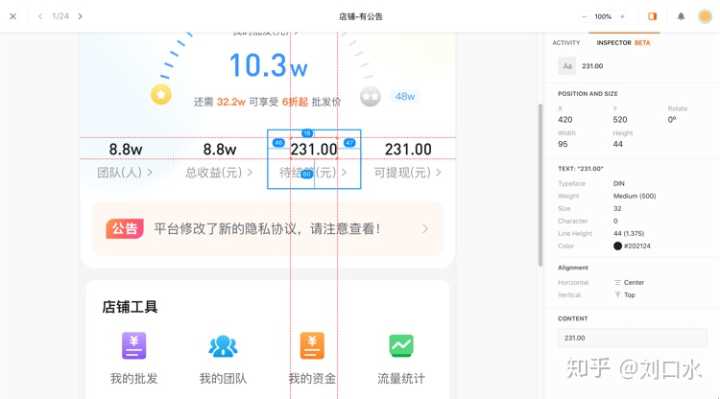 1/24
店铺-有公告
100%
ACTIVITY
INSPECTOR BETA
Aa 231.00
POSITION AND SIZE
X Y Rotate
420 520 0°
Width Height
95 44
TEXT: "231.00"
Typeface DIN
Weight Medium (500)
Size 32
Character 0
Line Height 44 (1.375)
Color #202124
Alignment
Horizontal Center
Vertical Top
CONTENT
231.00
10.3w
还需 32.2w 可享受 6折起 批发价
48w
8.8w 8.8w 231.00 231.00
团队(人) 总收益(元) 待结(元) 可提现(元)
公告 平台修改了新的隐私协议，请注意查看！
店铺工具
我的批发 我的团队 我的资金 流量统计
知乎 @刘口水